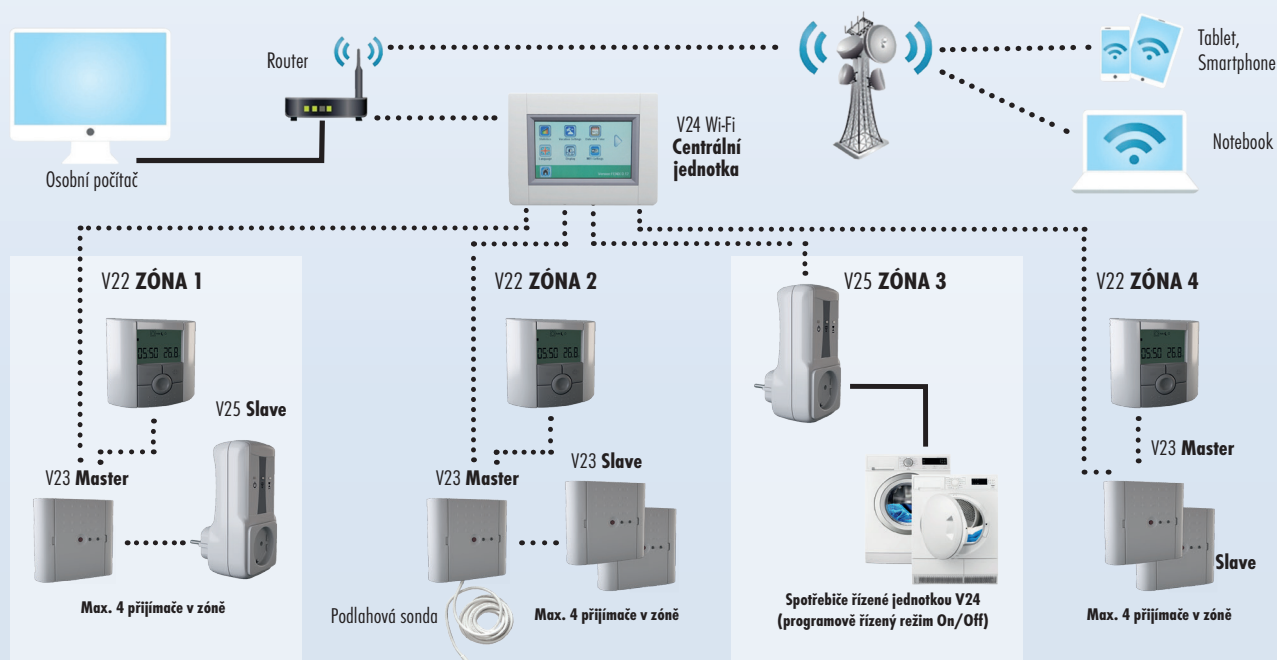 Router
Tablet,
Smartphone
V24 Wi-Fi
Centrální
jednotka
Notebook
Osobní počítač
V22 ZÓNA 1
V22 ZÓNA 2
V25 ZÓNA 3
V22 ZÓNA 4
05:50 26.8
05:50 26.8
05:50 26.8
V25 Slave
V23 Master
V23 Master
V23 Slave
V23 Master
Slave
Max. 4 přijímače v zóně
Podlahová sonda
Max. 4 přijímače v zóně
Spotřebiče řízené jednotkou V24
(programově řízený režim On/Off)
Max. 4 přijímače v zóně